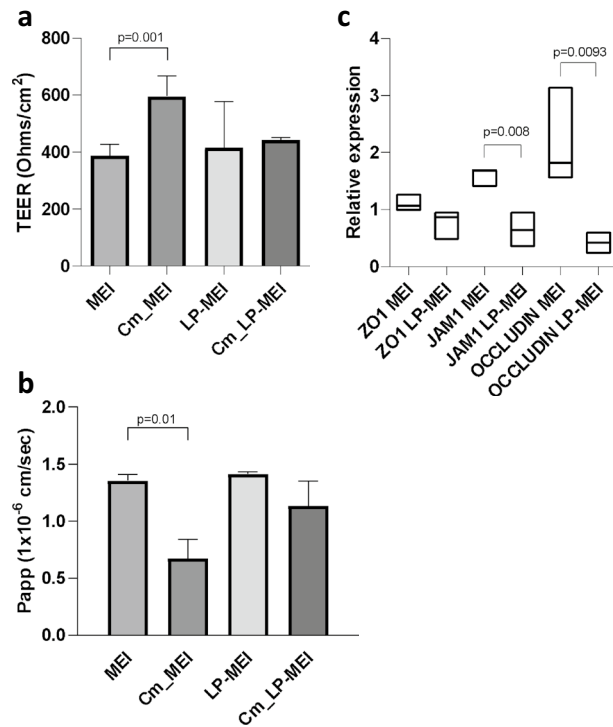 a
p=0.001
TEER (Ohms/cm²)
800
600
400
200
0
MEI
Cm_MEI
LP-MEI
Cm_LP-MEI
c
p=0.0093
p=0.008
Relative expression
4
3
2
1
0
ZO1 MEI
ZO1 LP-MEI
JAM1 MEI
JAM1 LP-MEI
OCCLUDIN MEI
OCCLUDIN LP-MEI
b
p=0.01
Papp (1x10⁻⁶ cm/sec)
2.0
1.5
1.0
0.5
0.0
MEI
Cm_MEI
LP-MEI
Cm_LP-MEI